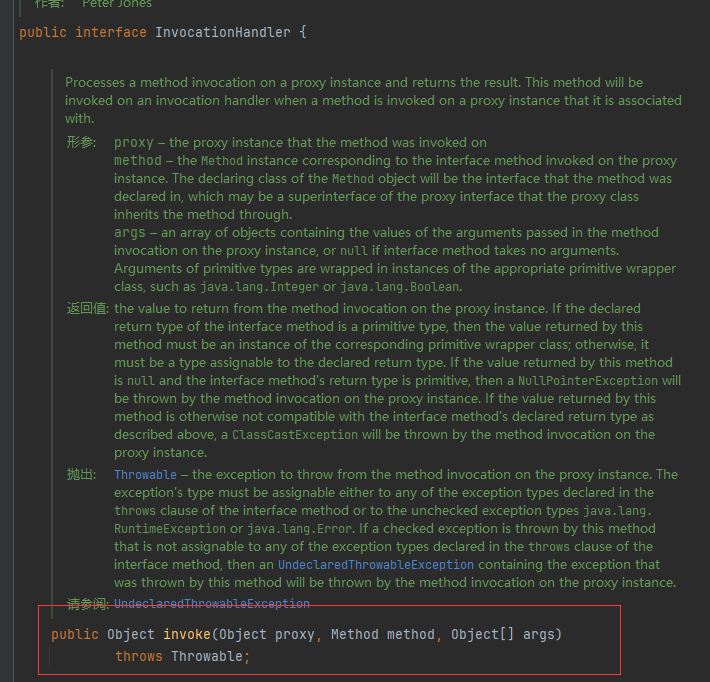 作者: Peter Jones
public interface InvocationHandler {
Processes a method invocation on a proxy instance and returns the result. This method will be
invoked on an invocation handler when a method is invoked on a proxy instance that it is associated
with.
形参: proxy – the proxy instance that the method was invoked on
method – the Method instance corresponding to the interface method invoked on the proxy
instance. The declaring class of the Method object will be the interface that the method was
declared in, which may be a superinterface of the proxy interface that the proxy class
inherits the method through.
args – an array of objects containing the values of the arguments passed in the method
invocation on the proxy instance, or null if interface method takes no arguments.
Arguments of primitive types are wrapped in instances of the appropriate primitive wrapper
class, such as java.lang.Integer or java.lang.Boolean.
返回值: the value to return from the method invocation on the proxy instance. If the declared
return type of the interface method is a primitive type, then the value returned by this
method must be an instance of the corresponding primitive wrapper class; otherwise, it
must be a type assignable to the declared return type. If the value returned by this method
is null and the interface method's return type is primitive, then a NullPointerException will
be thrown by the method invocation on the proxy instance. If the value returned by this
method is otherwise not compatible with the interface method's declared return type as
described above, a ClassCastException will be thrown by the method invocation on the
proxy instance.
抛出: Throwable – the exception to throw from the method invocation on the proxy instance. The
exception's type must be assignable either to any of the exception types declared in the
throws clause of the interface method or to the unchecked exception types java.lang.
RuntimeException or java.lang.Error. If a checked exception is thrown by this method
that is not assignable to any of the exception types declared in the throws clause of the
interface method, then an UndeclaredThrowableException containing the exception that
was thrown by this method will be thrown by the method invocation on the proxy instance.
请参阅: UndeclaredThrowableException
public Object invoke(Object proxy, Method method, Object[] args)
throws Throwable;